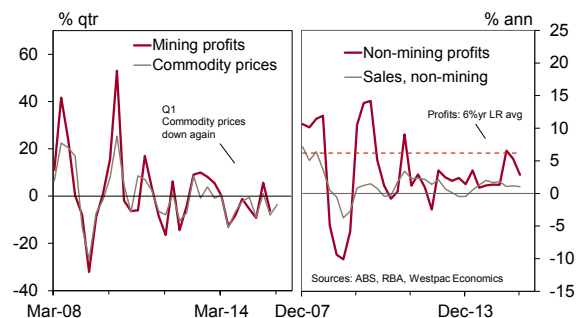 % qtr
% ann
60
40
20
0
-20
-40
Mining profits
Commodity prices
Q1
Commodity prices
down again
Mar-08
Mar-14
Non-mining profits
Sales, non-mining
Profits: 6%yr LR avg
Sources: ABS, RBA, Westpac Economics
25
20
15
10
5
0
-5
-10
-15
Dec-07
Dec-13